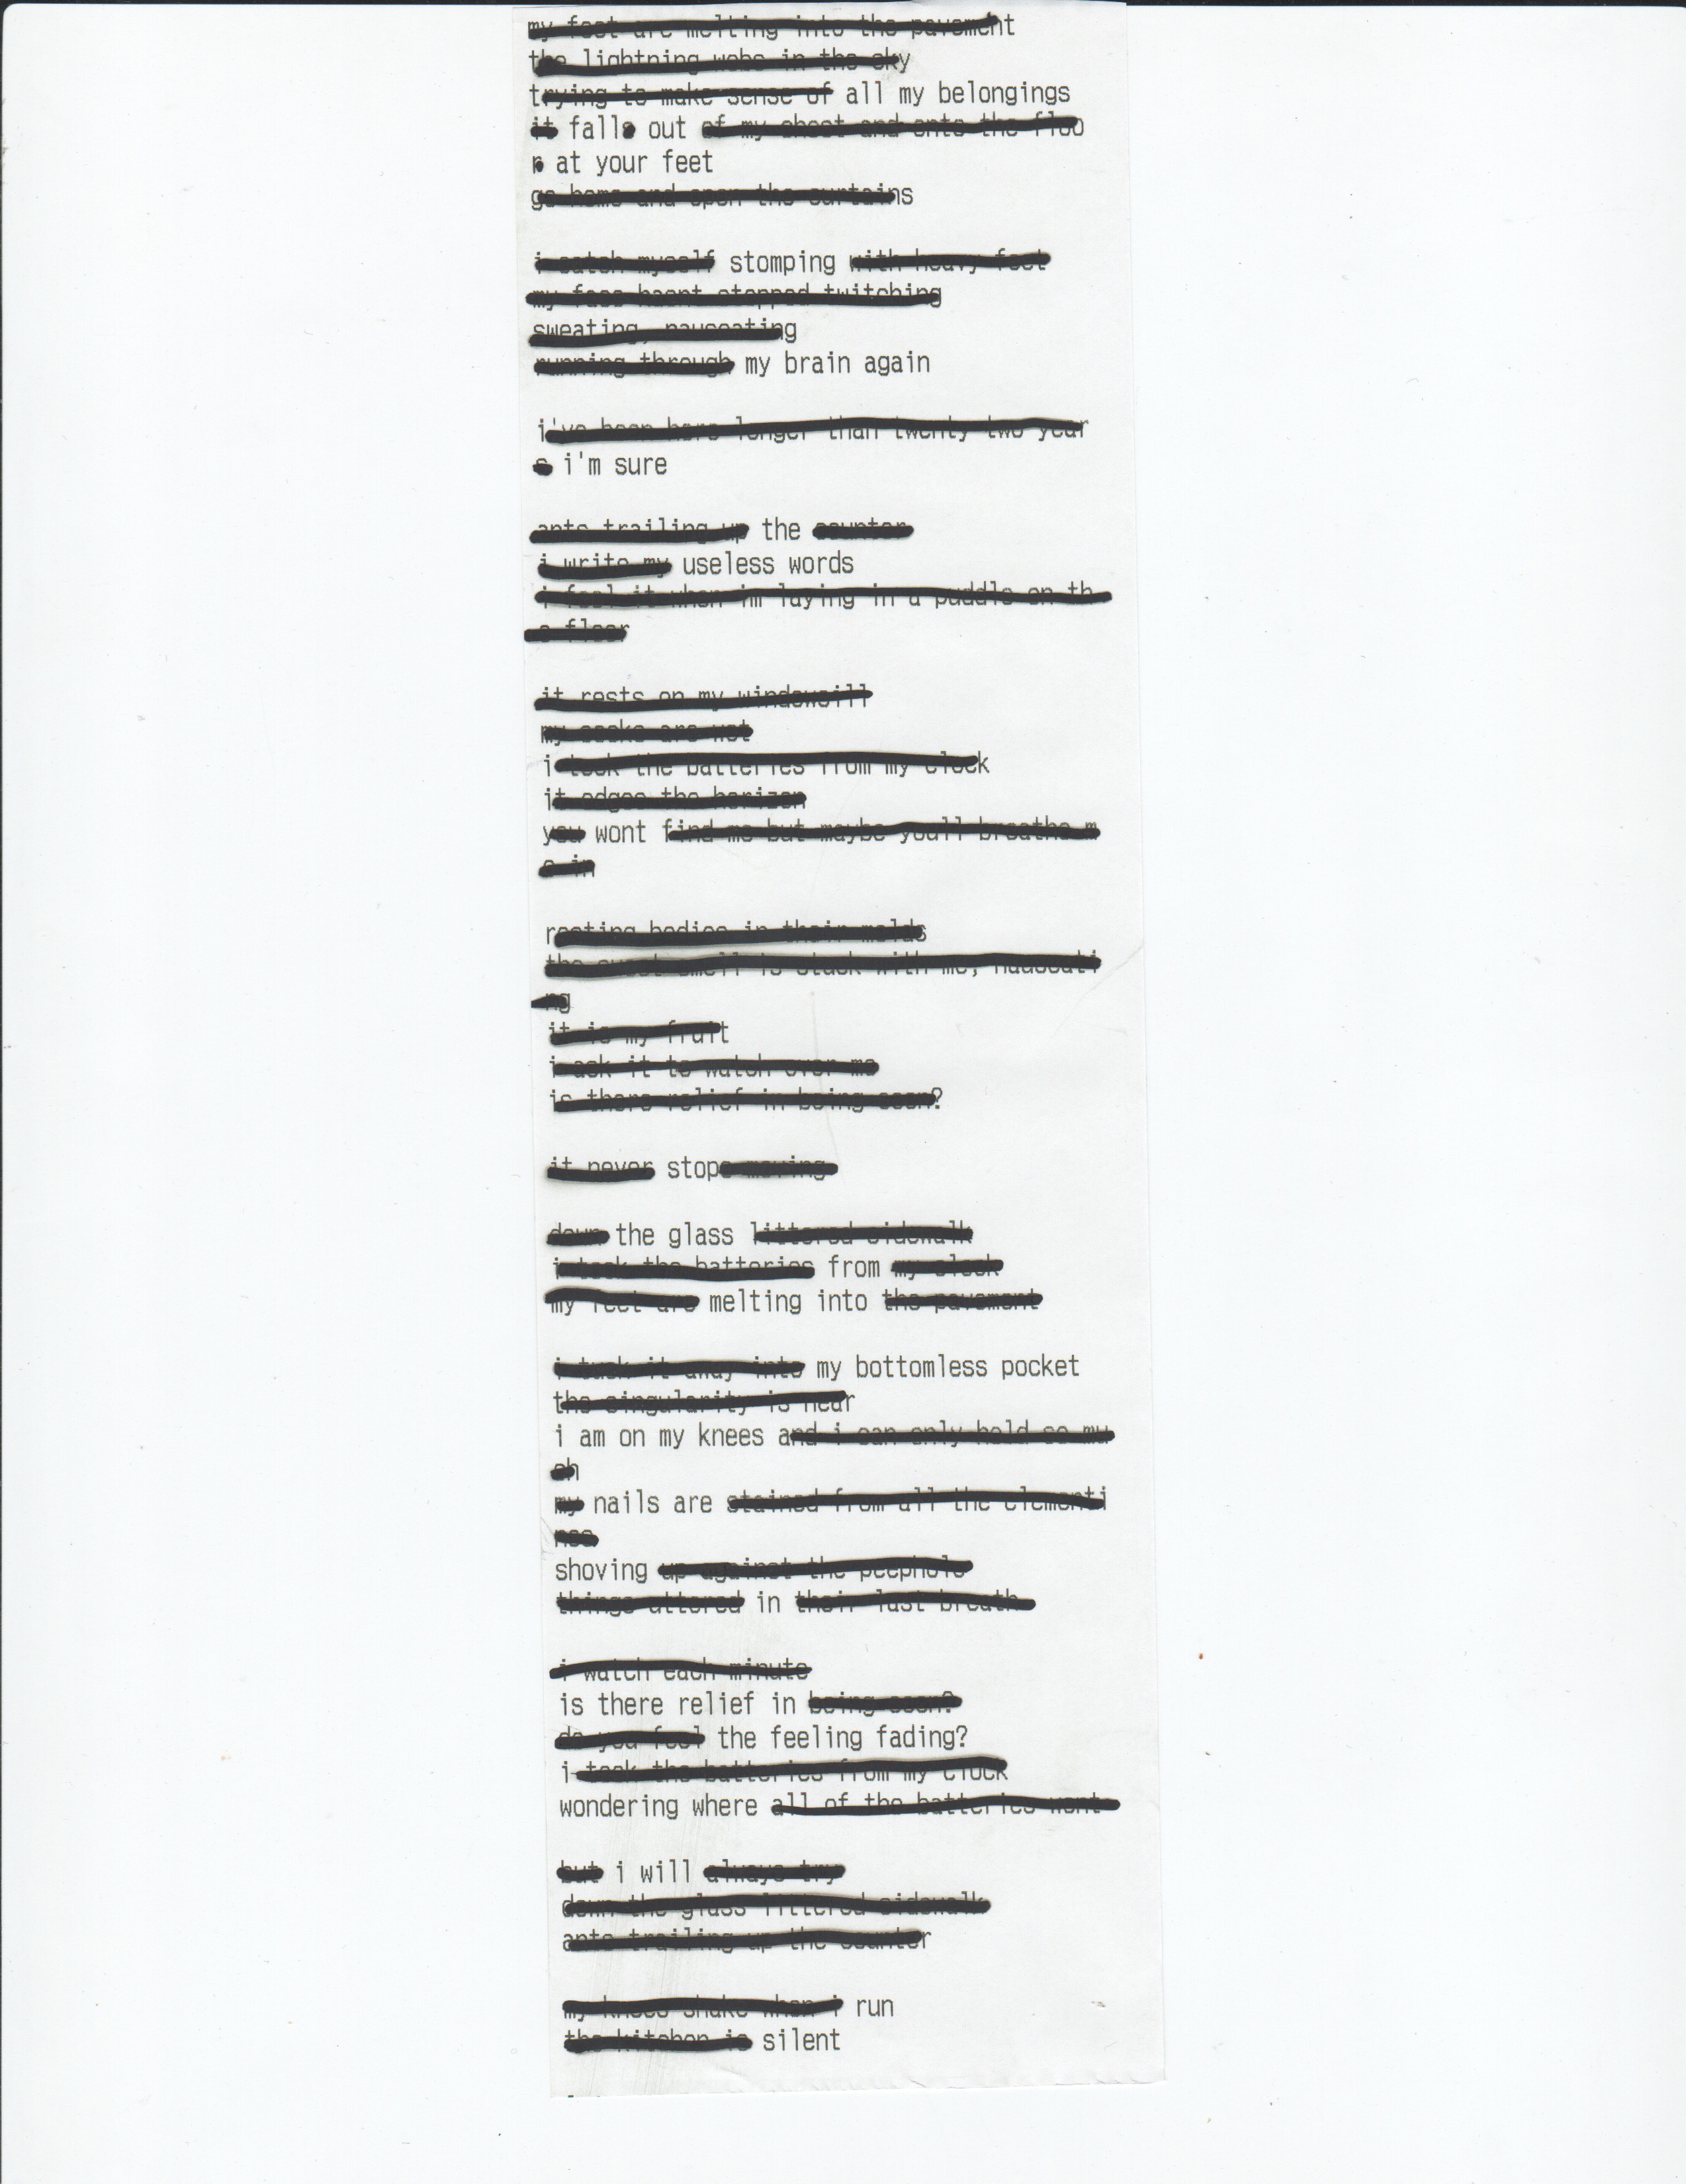 my feet are melting into the pavement
the lightning webs in the sky
trying to make sense of all my belongings
it falls out of my chest and onto the floo
r at your feet
go home and open the curtains
i catch myself stomping with heavy feet
my face hasnt stopped twitching
sweating, nauseating
running through my brain again
i've been here longer than twenty two year
s i'm sure
ants trailing up the counter
i write my useless words
i feel it when im laying in a puddle on th
e floor
it rests on my windowsill
my socks are wet
i took the batteries from my clock
it edges the horizon
you wont find me but maybe youll breathe m
e in
resting bodies in their molds
the sweet smell is stuck with me, nauseati
ng
it is my fruit
i ask it to watch over me
is there relief in being seen?
it never stops moving
down the glass littered sidewalk
i took the batteries from my clock
my feet are melting into the pavement
i tuck it away into my bottomless pocket
the singularity is near
i am on my knees and i can only hold so mu
ch
my nails are stained from all the clementi
nes
shoving up against the peephole
things uttered in their last breath
i watch each minute
is there relief in being seen?
do you feel the feeling fading?
i took the batteries from my clock
wondering where all of the batteries went
but i will always try
down the glass littered sidewalk
ants trailing up the counter
my knees shake when i run
the kitchen is silent